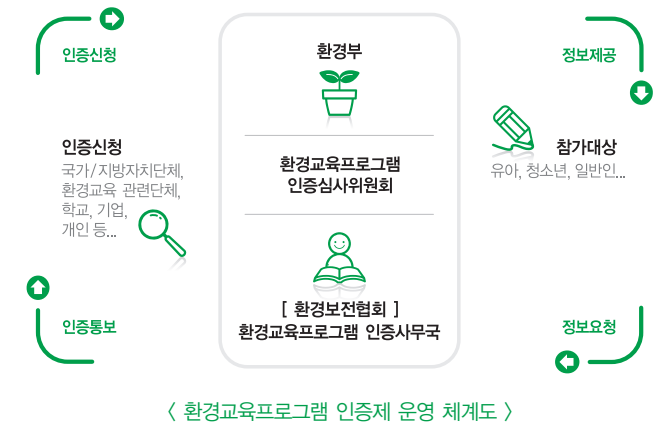 인증신청
환경부
정보제공
인증신청
국가/지방자치단체,
환경교육 관련단체,
학교, 기업,
개인 등...
환경교육프로그램
인증심사위원회
참가대상
유아, 청소년, 일반인...
[ 환경보전협회 ]
환경교육프로그램 인증사무국
인증통보
정보요청
< 환경교육프로그램 인증제 운영 체계도 >